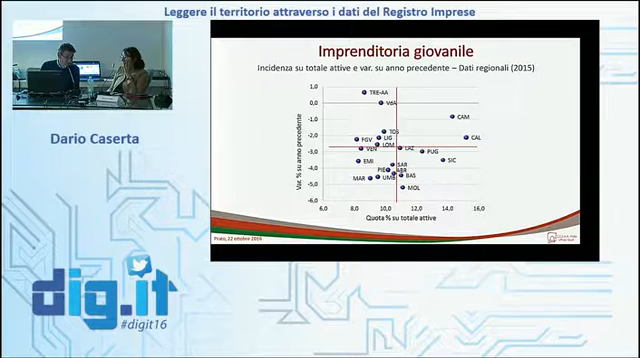 Leggere il territorio attraverso i dati del Registro Imprese
Imprenditoria giovanile
Incidenza su totale attive e var. su anno precedente – Dati regionali (2015)
Var. % su anno precedente
1,0
0,0
-1,0
-2,0
-3,0
-4,0
-5,0
-6,0
TRE-AA
VdA
CAM
TOS
FGV
LIG
CAL
LOM
VEN
LAZ
PUG
EMI
SIC
SAR
PIE
ABR
MAR
UMB
BAS
MOL
6,0
8,0
10,0
12,0
14,0
16,0
Quota % su totale attive
Prato, 22 ottobre 2016
Dario Caserta
dig.it
#digit16